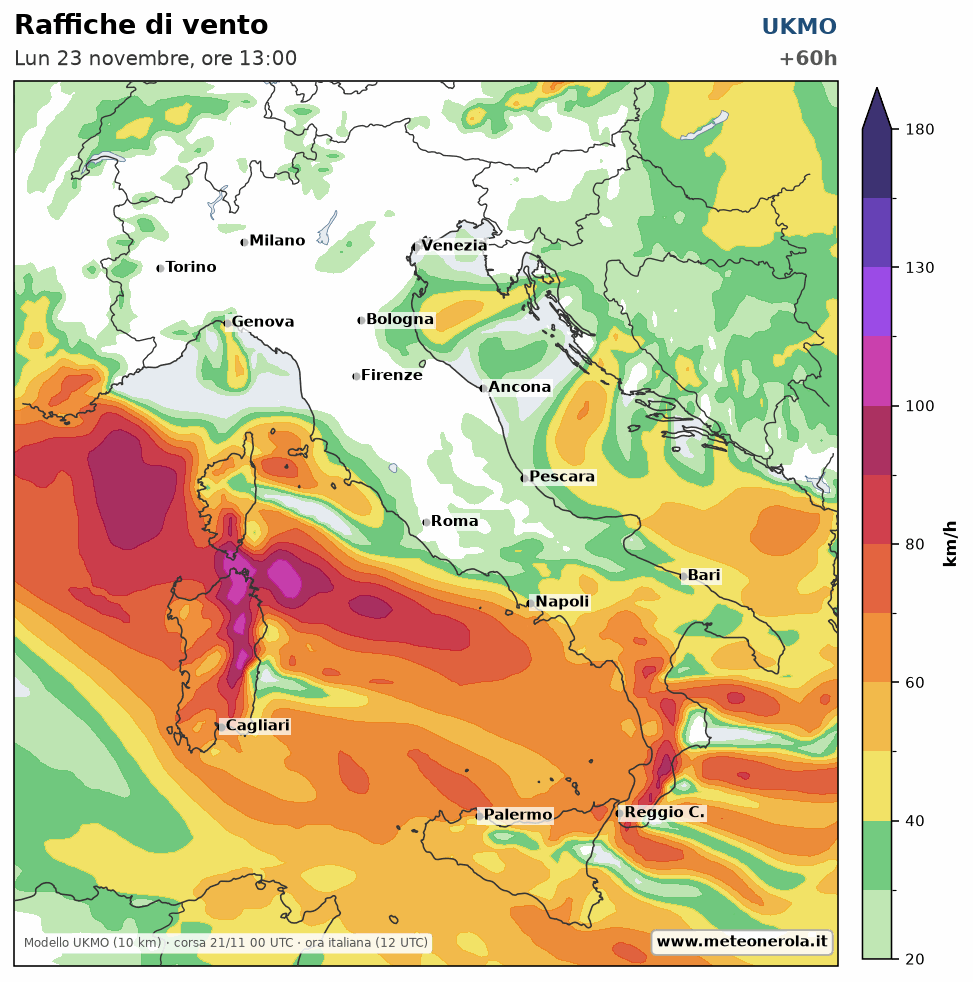 Raffiche di vento
UKMO
Lun 23 novembre, ore 13:00
+60h
180
130
100
80
60
40
20
km/h
Milano
Venezia
Torino
Genova
Bologna
Firenze
Ancona
Pescara
Roma
Bari
Napoli
Cagliari
Palermo
Reggio C.
Modello UKMO (10 km) · corsa 21/11 00 UTC · ora italiana (12 UTC)
www.meteonerola.it